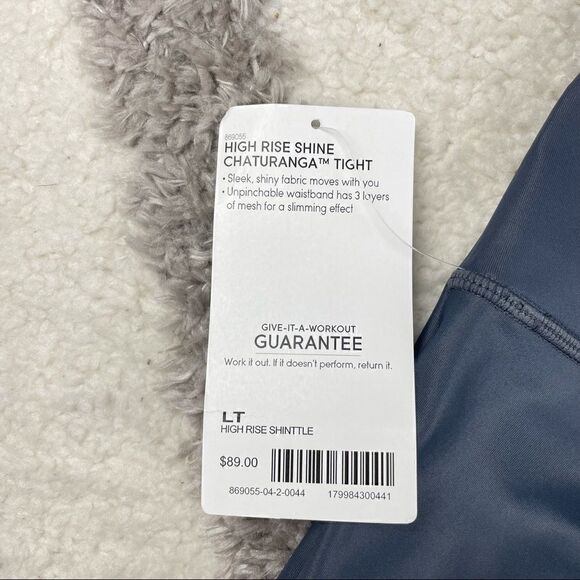 869055
HIGH RISE SHINE
CHATURANGA™ TIGHT
• Sleek, shiny fabric moves with you
• Unpinchable waistband has 3 layers
of mesh for a slimming effect
GIVE-IT-A-WORKOUT
GUARANTEE
Work it out. If it doesn't perform, return it.
LT
HIGH RISE SHINTTLE
$89.00
869055-04-2-0044 179984300441